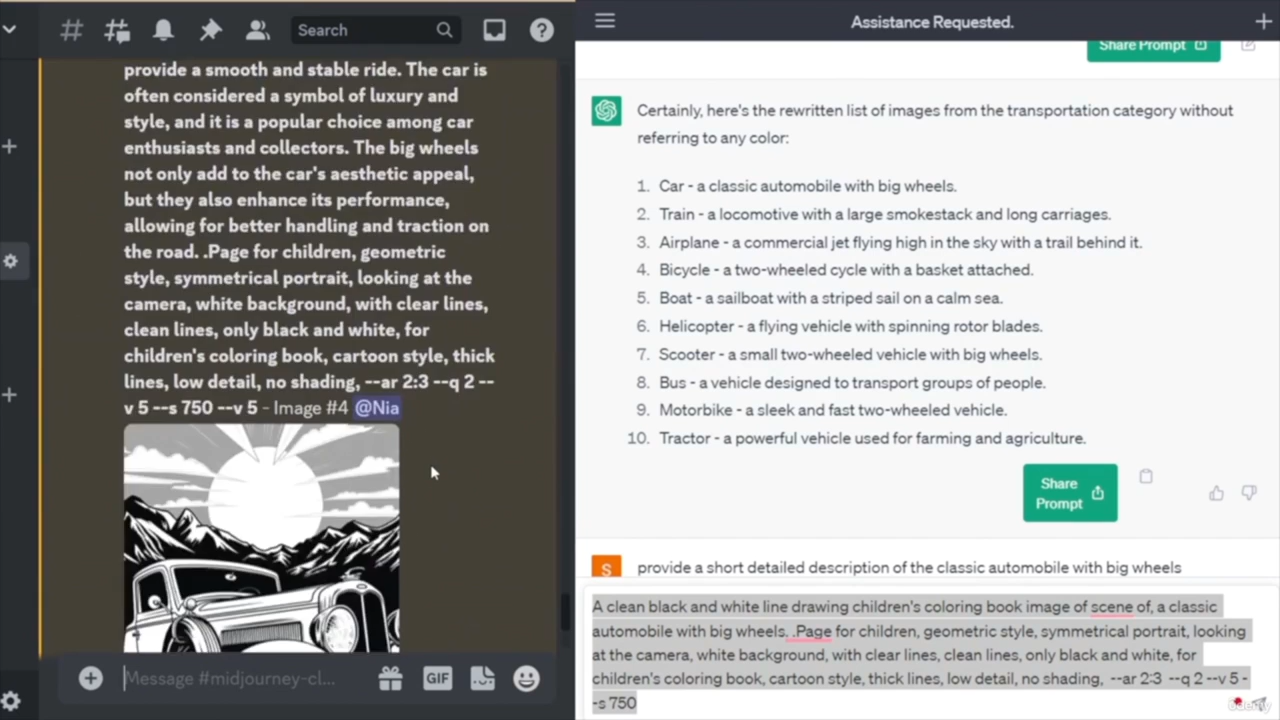 Search
provide a smooth and stable ride. The car is
often considered a symbol of luxury and
style, and it is a popular choice among car
enthusiasts and collectors. The big wheels
not only add to the car's aesthetic appeal,
but they also enhance its performance,
allowing for better handling and traction on
the road. .Page for children, geometric
style, symmetrical portrait, looking at the
camera, white background, with clear lines,
clean lines, only black and white, for
children's coloring book, cartoon style, thick
lines, low detail, no shading, --ar 2:3 --q 2 --
v 5 --s 750 --v 5 - Image #4 @Nia
Message #midjourney-cl...
GIF
Assistance Requested.
Share Prompt
Certainly, here's the rewritten list of images from the transportation category without
referring to any color:
1. Car - a classic automobile with big wheels.
2. Train - a locomotive with a large smokestack and long carriages.
3. Airplane - a commercial jet flying high in the sky with a trail behind it.
4. Bicycle - a two-wheeled cycle with a basket attached.
5. Boat - a sailboat with a striped sail on a calm sea.
6. Helicopter - a flying vehicle with spinning rotor blades.
7. Scooter - a small two-wheeled vehicle with big wheels.
8. Bus - a vehicle designed to transport groups of people.
9. Motorbike - a sleek and fast two-wheeled vehicle.
10. Tractor - a powerful vehicle used for farming and agriculture.
Share
Prompt
S
provide a short detailed description of the classic automobile with big wheels
A clean black and white line drawing children's coloring book image of scene of, a classic
automobile with big wheels. .Page for children, geometric style, symmetrical portrait, looking
at the camera, white background, with clear lines, clean lines, only black and white, for
children's coloring book, cartoon style, thick lines, low detail, no shading, --ar 2:3 --q 2 --v 5 -
-s 750